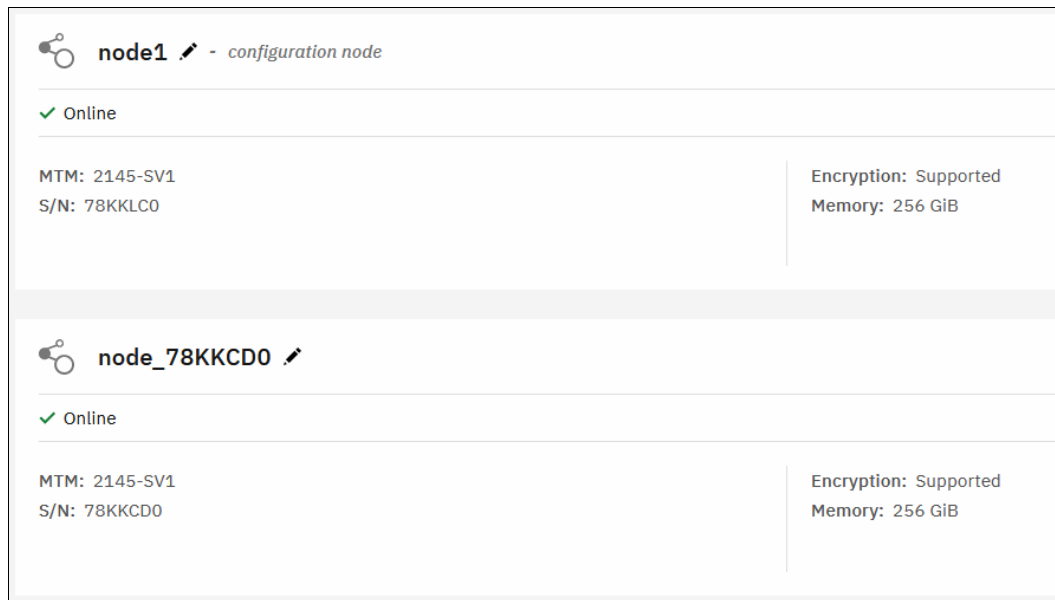 node1 - configuration node
Online
MTM: 2145-SV1 Encryption: Supported
S/N: 78KKLC0 Memory: 256 GiB
node_78KKCD0
Online
MTM: 2145-SV1 Encryption: Supported
S/N: 78KKCD0 Memory: 256 GiB